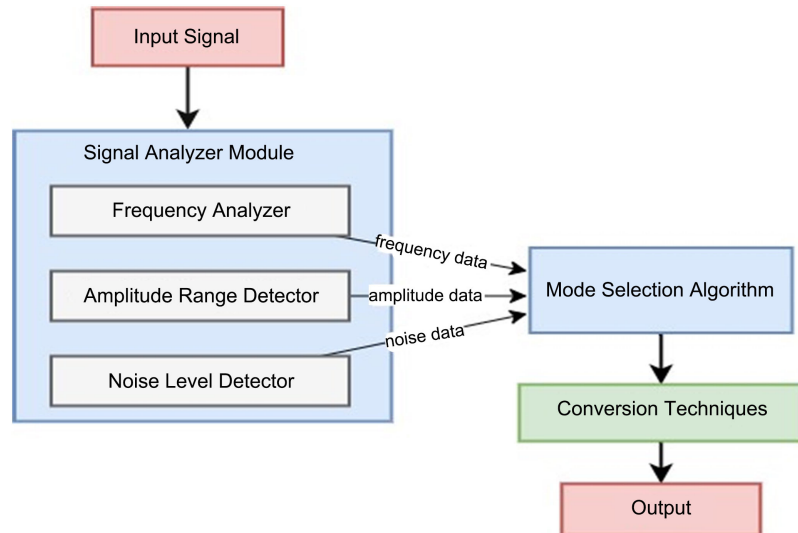 Input Signal
Signal Analyzer Module
Frequency Analyzer
frequency data
Amplitude Range Detector
amplitude data
Mode Selection Algorithm
noise data
Noise Level Detector
Conversion Techniques
Output